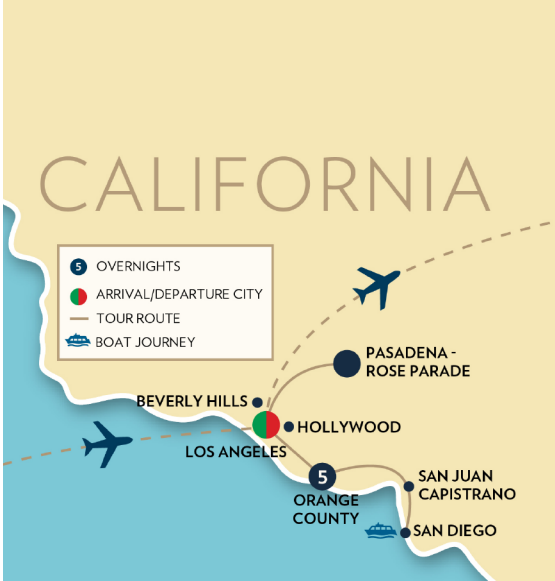 CALIFORNIA
5 OVERNIGHTS
ARRIVAL/DEPARTURE CITY
TOUR ROUTE
BOAT JOURNEY
PASADENA -
ROSE PARADE
BEVERLY HILLS
HOLLYWOOD
LOS ANGELES
5
ORANGE
COUNTY
SAN JUAN
CAPISTRANO
SAN DIEGO